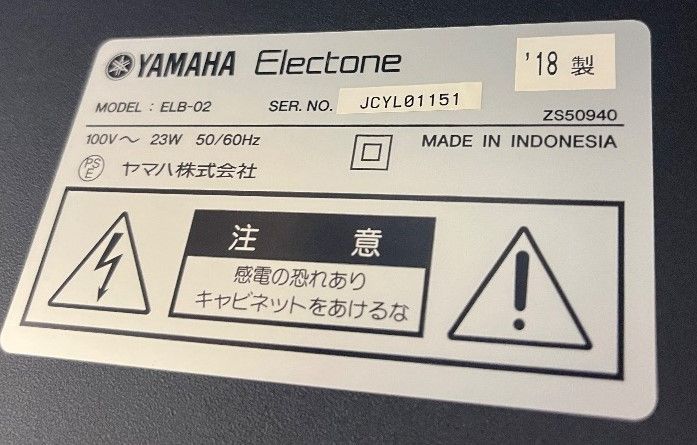 YAMAHA Electone '18 製
MODEL : ELB-02 SER. NO. JCYL01151 ZS50940
100V～ 23W 50/60Hz MADE IN INDONESIA
PSE ヤマハ株式会社
注 意
感電の恐れあり
キャビネットをあけるな